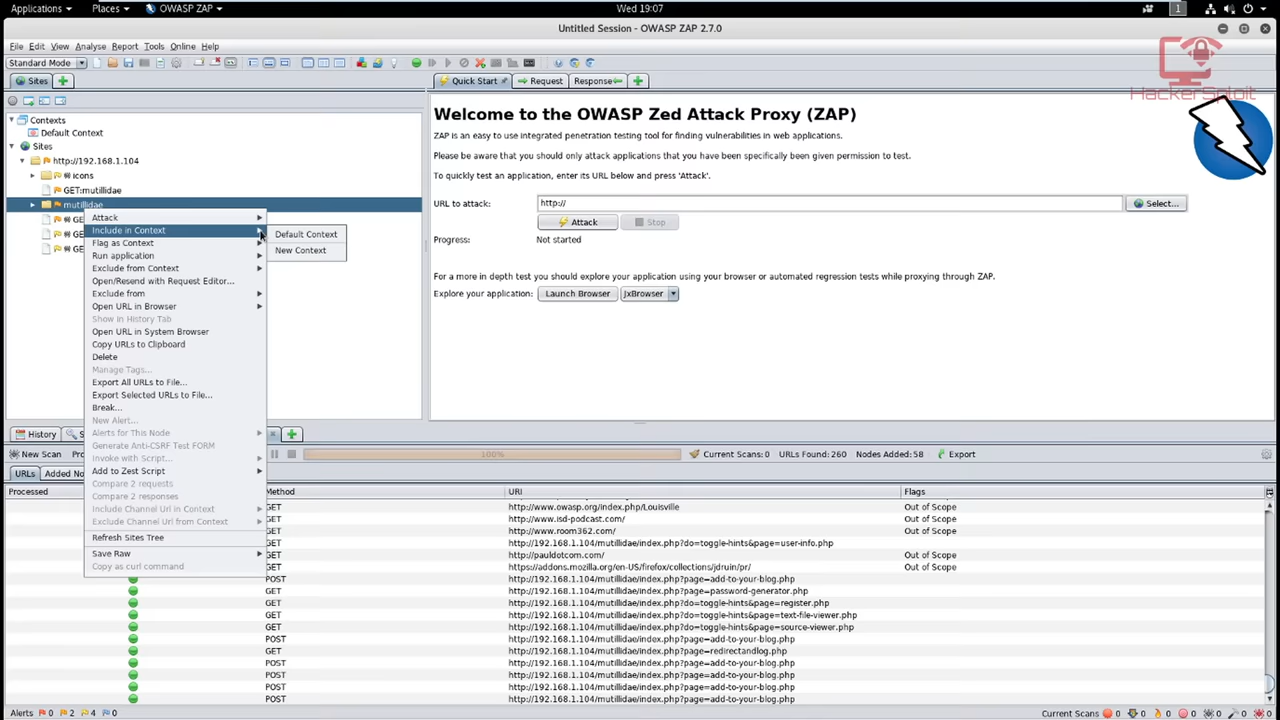 Applications Places OWASP ZAP Wed 19:07 1
Untitled Session - OWASP ZAP 2.7.0
File Edit View Analyse Report Tools Online Help
Standard Mode
Sites Quick Start Request Response
HackerSploit
Contexts
Default Context
Sites
http://192.168.1.104
icons
GET:mutillidae
mutillidae
GE
GE
GE
Attack
Include in Context
Flag as Context
Run application
Exclude from Context
Open/Resend with Request Editor...
Exclude from
Open URL in Browser
Show in History Tab
Open URL in System Browser
Copy URLs to Clipboard
Delete
Manage Tags...
Export All URLs to File...
Export Selected URLs to File...
Break...
New Alert...
Alerts for This Node
Generate Anti-CSRF Test FORM
Invoke with Script...
Add to Zest Script
Compare 2 requests
Compare 2 responses
Include Channel Url in Context
Exclude Channel Url from Context
Refresh Sites Tree
Save Raw
Copy as curl command
Default Context
New Context
Welcome to the OWASP Zed Attack Proxy (ZAP)
ZAP is an easy to use integrated penetration testing tool for finding vulnerabilities in web applications.
Please be aware that you should only attack applications that you have been specifically been given permission to test.
To quickly test an application, enter its URL below and press 'Attack'.
URL to attack: http:// Select...
Attack Stop
Progress: Not started
For a more in depth test you should explore your application using your browser or automated regression tests while proxying through ZAP.
Explore your application: Launch Browser JxBrowser
History S
New Scan Pro 100% Current Scans: 0 URLs Found: 260 Nodes Added: 58 Export
URLs Added No
Processed Method URI Flags
GET http://www.owasp.org/index.php/Louisville Out of Scope
GET http://www.isd-podcast.com/ Out of Scope
GET http://www.room362.com/ Out of Scope
GET http://192.168.1.104/mutillidae/index.php?do=toggle-hints&page=user-info.php
GET http://pauldotcom.com/ Out of Scope
GET https://addons.mozilla.org/en-US/firefox/collections/jdruin/pr/ Out of Scope
POST http://192.168.1.104/mutillidae/index.php?page=add-to-your-blog.php
GET http://192.168.1.104/mutillidae/index.php?page=password-generator.php
GET http://192.168.1.104/mutillidae/index.php?do=toggle-hints&page=register.php
GET http://192.168.1.104/mutillidae/index.php?do=toggle-hints&page=text-file-viewer.php
GET http://192.168.1.104/mutillidae/index.php?do=toggle-hints&page=source-viewer.php
POST http://192.168.1.104/mutillidae/index.php?page=add-to-your-blog.php
GET http://192.168.1.104/mutillidae/index.php?page=redirectandlog.php
POST http://192.168.1.104/mutillidae/index.php?page=add-to-your-blog.php
POST http://192.168.1.104/mutillidae/index.php?page=add-to-your-blog.php
POST http://192.168.1.104/mutillidae/index.php?page=add-to-your-blog.php
POST http://192.168.1.104/mutillidae/index.php?page=add-to-your-blog.php
Alerts 0 2 4 0 Current Scans: 0 0 0 0 0 0 0